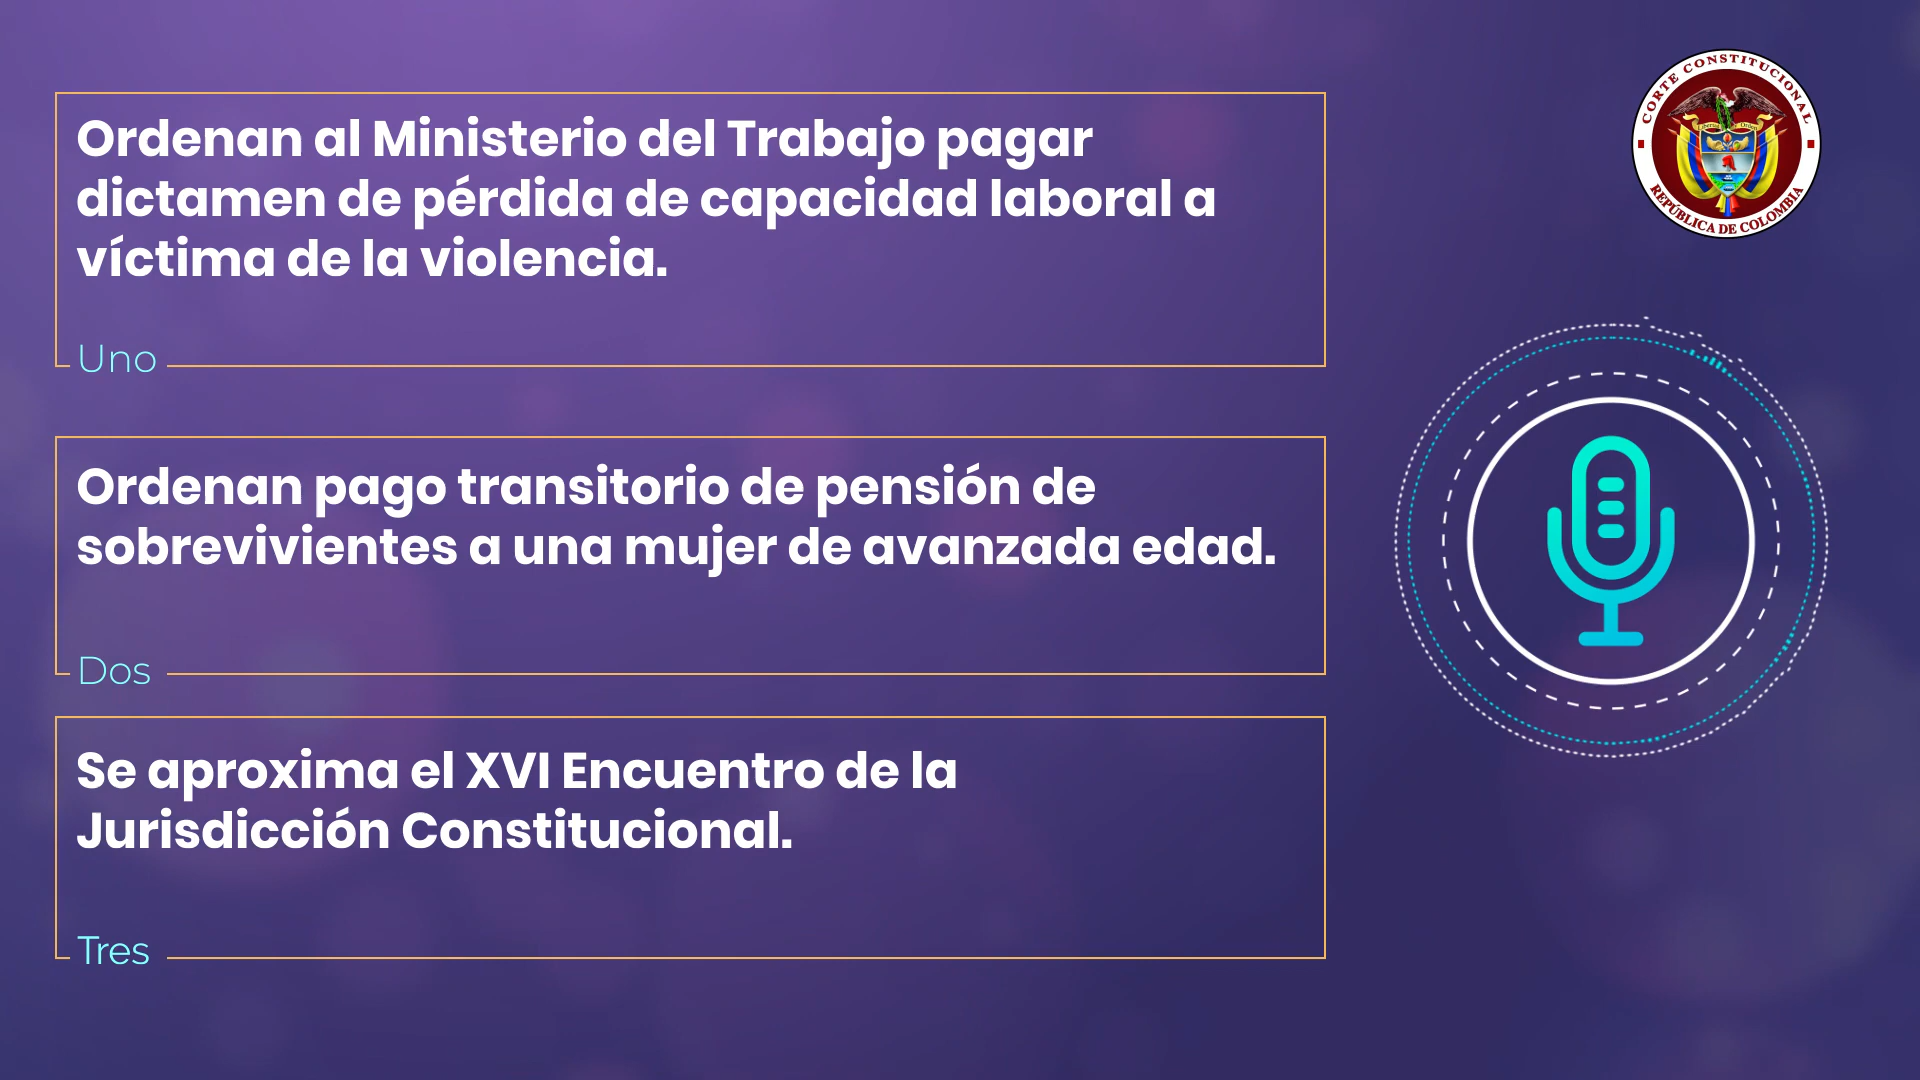 CORTE CONSTITUCIONAL
REPÚBLICA DE COLOMBIA
Ordenan al Ministerio del Trabajo pagar
dictamen de pérdida de capacidad laboral a
víctima de la violencia.
Uno
Ordenan pago transitorio de pensión de
sobrevivientes a una mujer de avanzada edad.
Dos
Se aproxima el XVI Encuentro de la
Jurisdicción Constitucional.
Tres